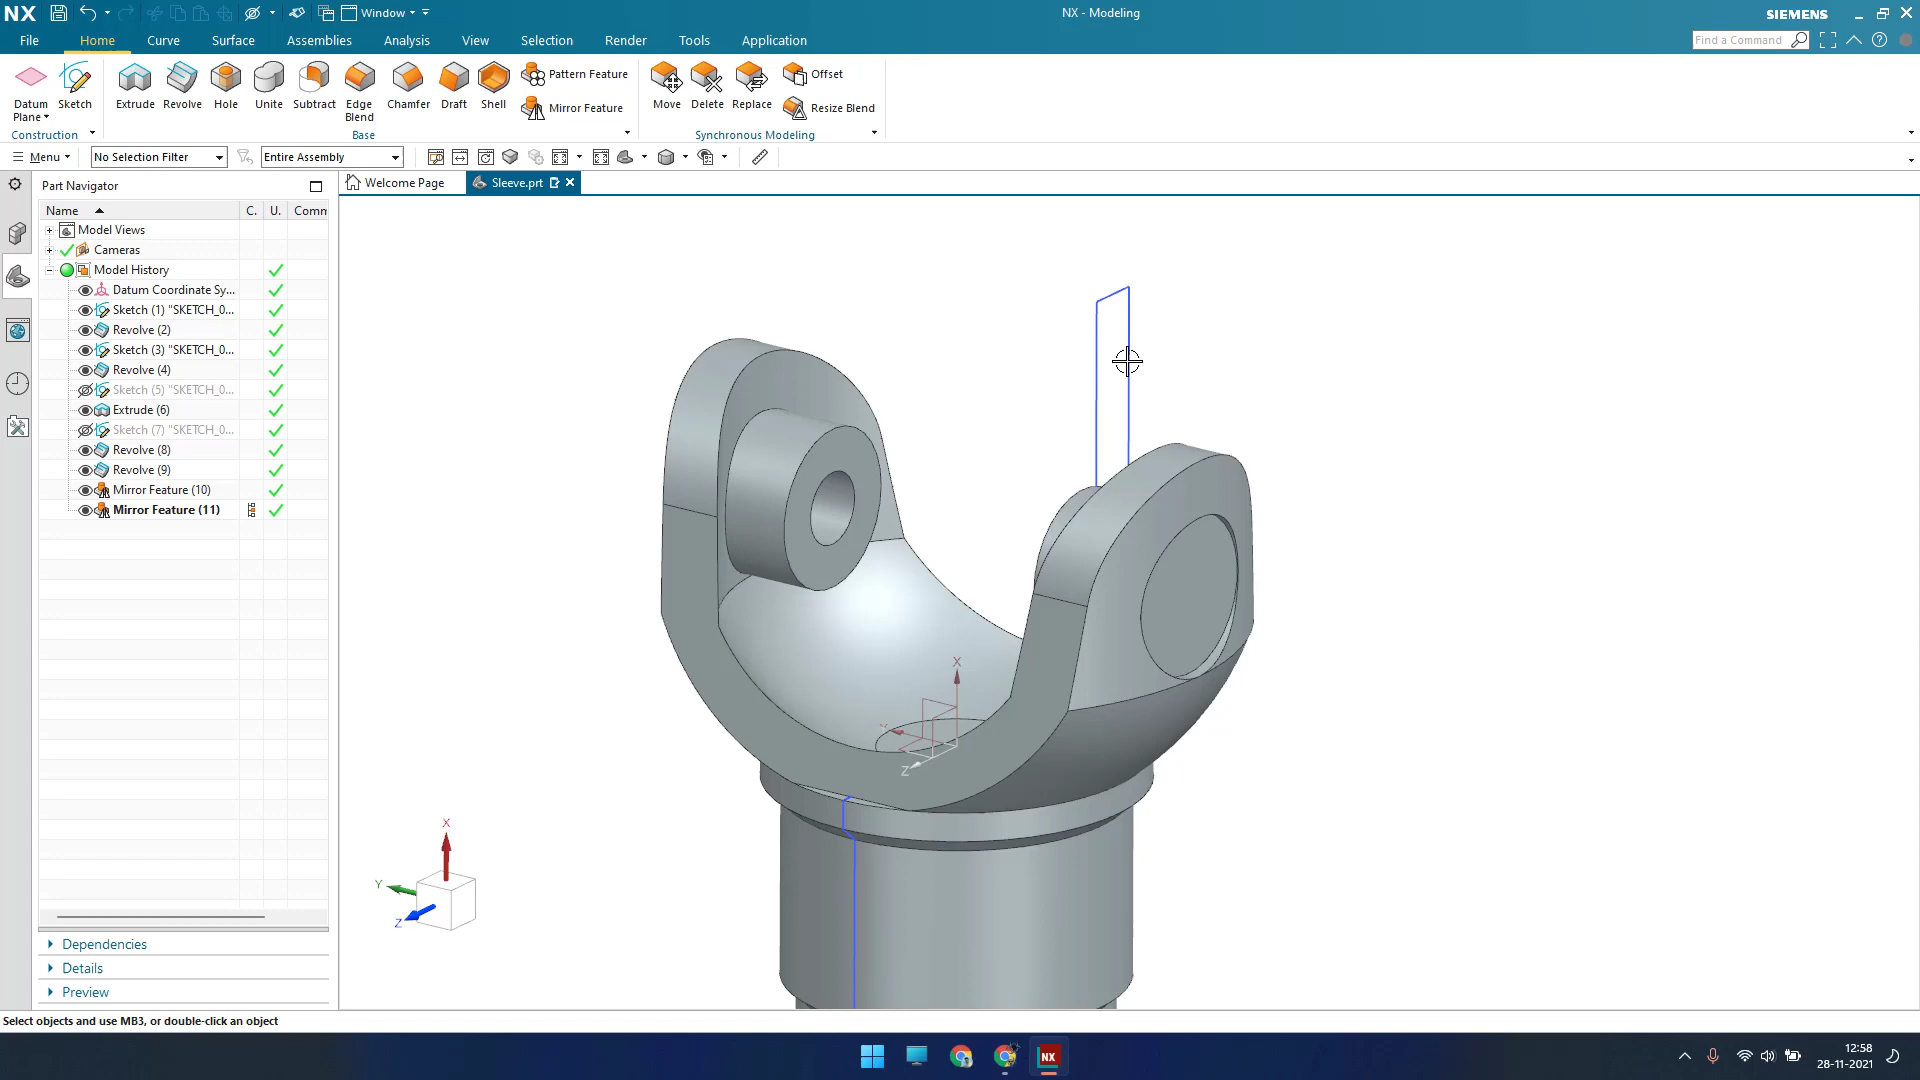 NX
Window
NX - Modeling
SIEMENS
File
Home
Curve
Surface
Assemblies
Analysis
View
Selection
Render
Tools
Application
Find a Command
Datum
Plane
Sketch
Extrude
Revolve
Hole
Unite
Subtract
Edge
Blend
Chamfer
Draft
Shell
Pattern Feature
Mirror Feature
Move
Delete
Replace
Offset
Resize Blend
Construction
Base
Synchronous Modeling
Menu
No Selection Filter
Entire Assembly
Part Navigator
Welcome Page
Sleeve.prt
Name
C.
U.
Comm
Model Views
Cameras
Model History
Datum Coordinate Sy...
Sketch (1) "SKETCH_0...
Revolve (2)
Sketch (3) "SKETCH_0...
Revolve (4)
Sketch (5) "SKETCH_0...
Extrude (6)
Sketch (7) "SKETCH_0...
Revolve (8)
Revolve (9)
Mirror Feature (10)
Mirror Feature (11)
X
Y
Z
X
Y
Z
Dependencies
Details
Preview
Select objects and use MB3, or double-click an object
NX
12:58
28-11-2021